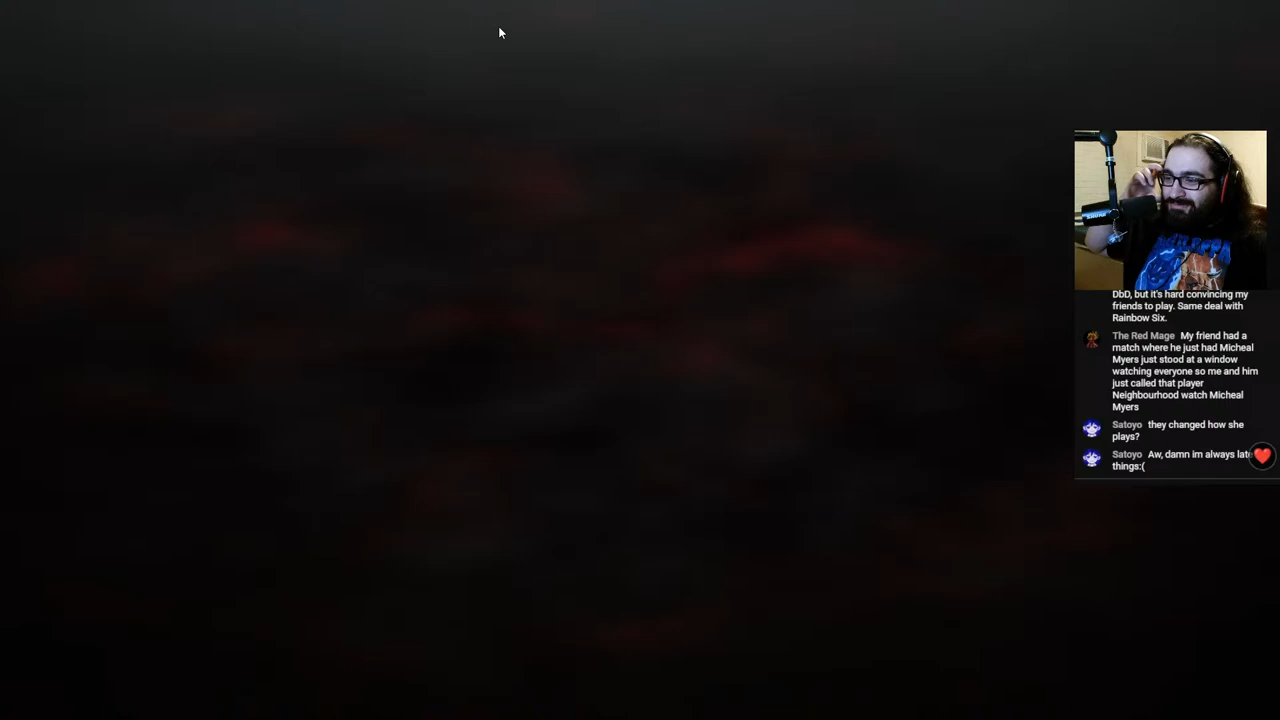 DbD, but it's hard convincing my
friends to play. Same deal with
Rainbow Six.
The Red Mage My friend had a
match where he just had Micheal
Myers just stood at a window
watching everyone so me and him
just called that player
Neighbourhood watch Micheal
Myers
Satoyo they changed how she
plays?
Satoyo Aw, damn im always late
things:(